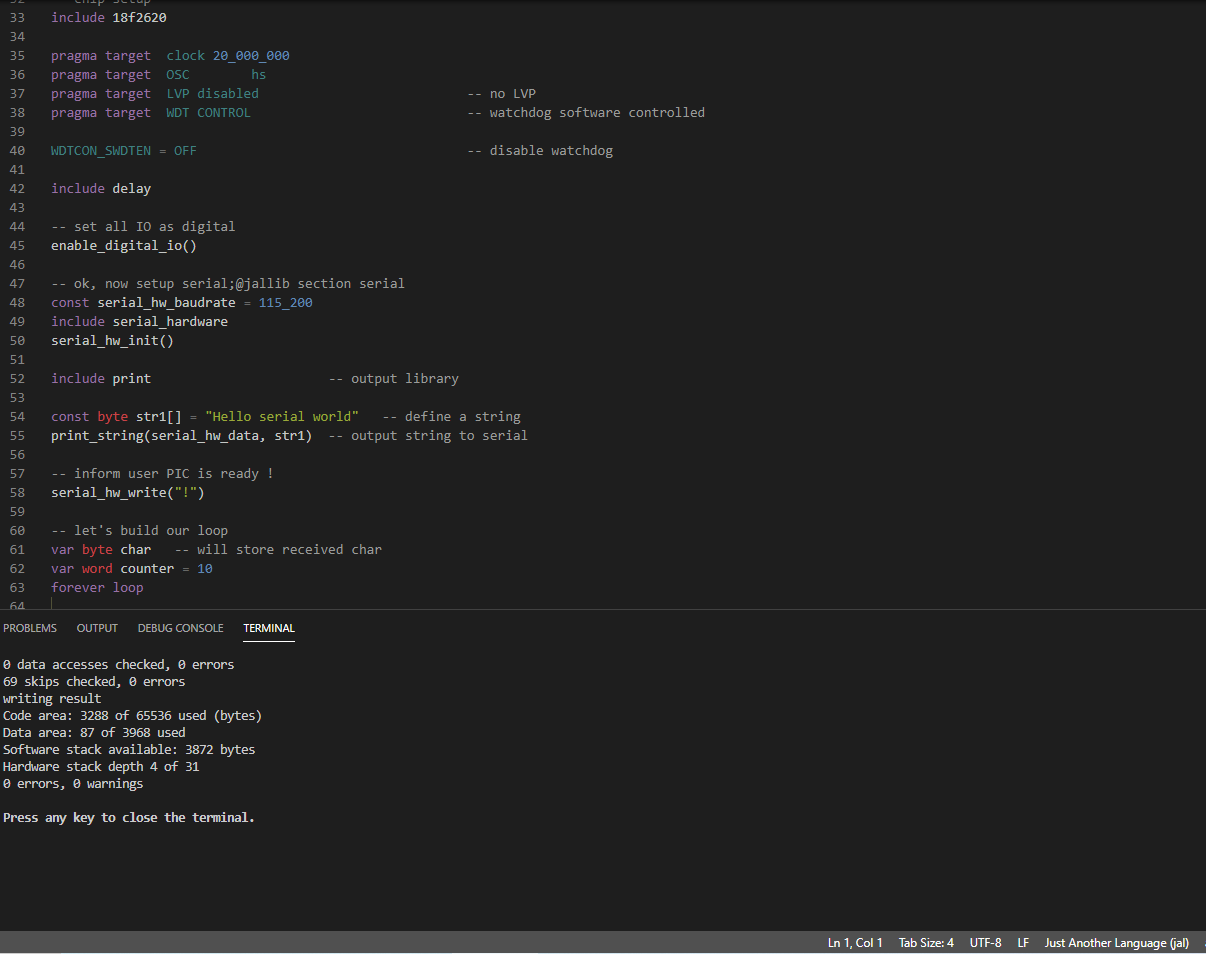 32 -- chip setup
33 include 18f2620
34
35 pragma target  clock 20_000_000
36 pragma target  OSC        hs
37 pragma target  LVP disabled                           -- no LVP
38 pragma target  WDT CONTROL                            -- watchdog software controlled
39
40 WDTCON_SWDTEN = OFF                                   -- disable watchdog
41
42 include delay
43
44 -- set all IO as digital
45 enable_digital_io()
46
47 -- ok, now setup serial;@jallib section serial
48 const serial_hw_baudrate = 115_200
49 include serial_hardware
50 serial_hw_init()
51
52 include print                       -- output library
53
54 const byte str1[] = "Hello serial world"   -- define a string
55 print_string(serial_hw_data, str1)  -- output string to serial
56
57 -- inform user PIC is ready !
58 serial_hw_write("!")
59
60 -- let's build our loop
61 var byte char   -- will store received char
62 var word counter = 10
63 forever loop
64
PROBLEMS OUTPUT DEBUG CONSOLE TERMINAL
0 data accesses checked, 0 errors
69 skips checked, 0 errors
writing result
Code area: 3288 of 65536 used (bytes)
Data area: 87 of 3968 used
Software stack available: 3872 bytes
Hardware stack depth 4 of 31
0 errors, 0 warnings
Press any key to close the terminal.
Ln 1, Col 1 Tab Size: 4 UTF-8 LF Just Another Language (jal)